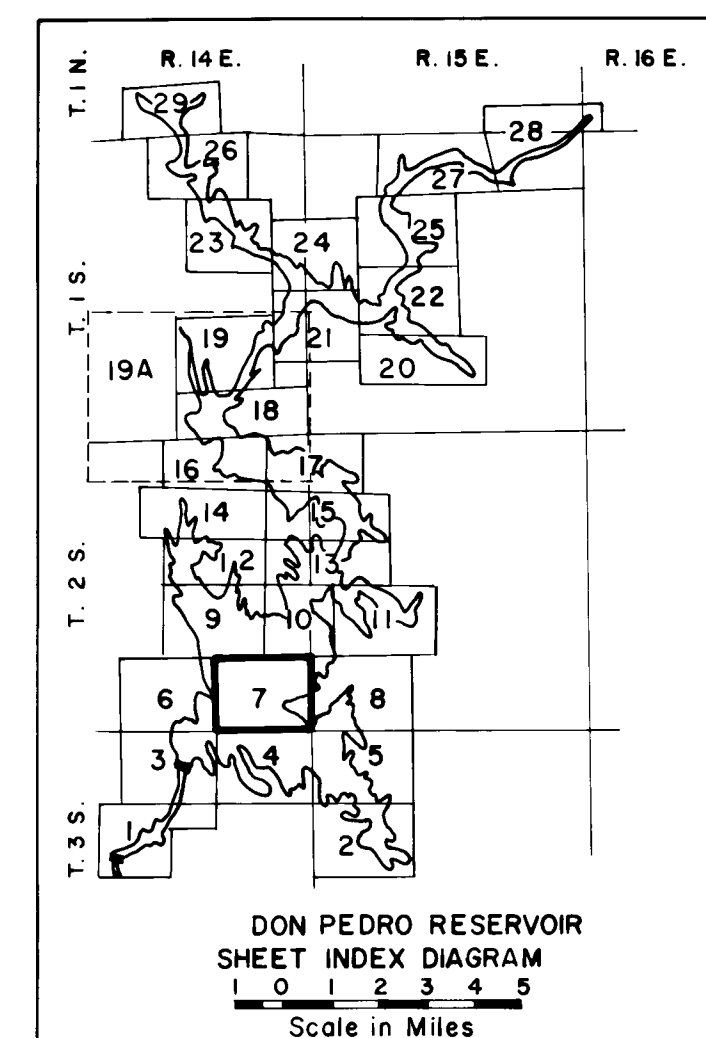 R. 14 E. R. 15 E. R. 16 E.
T. 1 N.
29
28
26
27
23 24 25
T. 1 S.
22
19 21
19A 20
18
16 17
14 15
12 13
T. 2 S.
9 10 11
6 7 8
3 4 5
T. 3 S.
1 2
DON PEDRO RESERVOIR
SHEET INDEX DIAGRAM
1 0 1 2 3 4 5
Scale in Miles